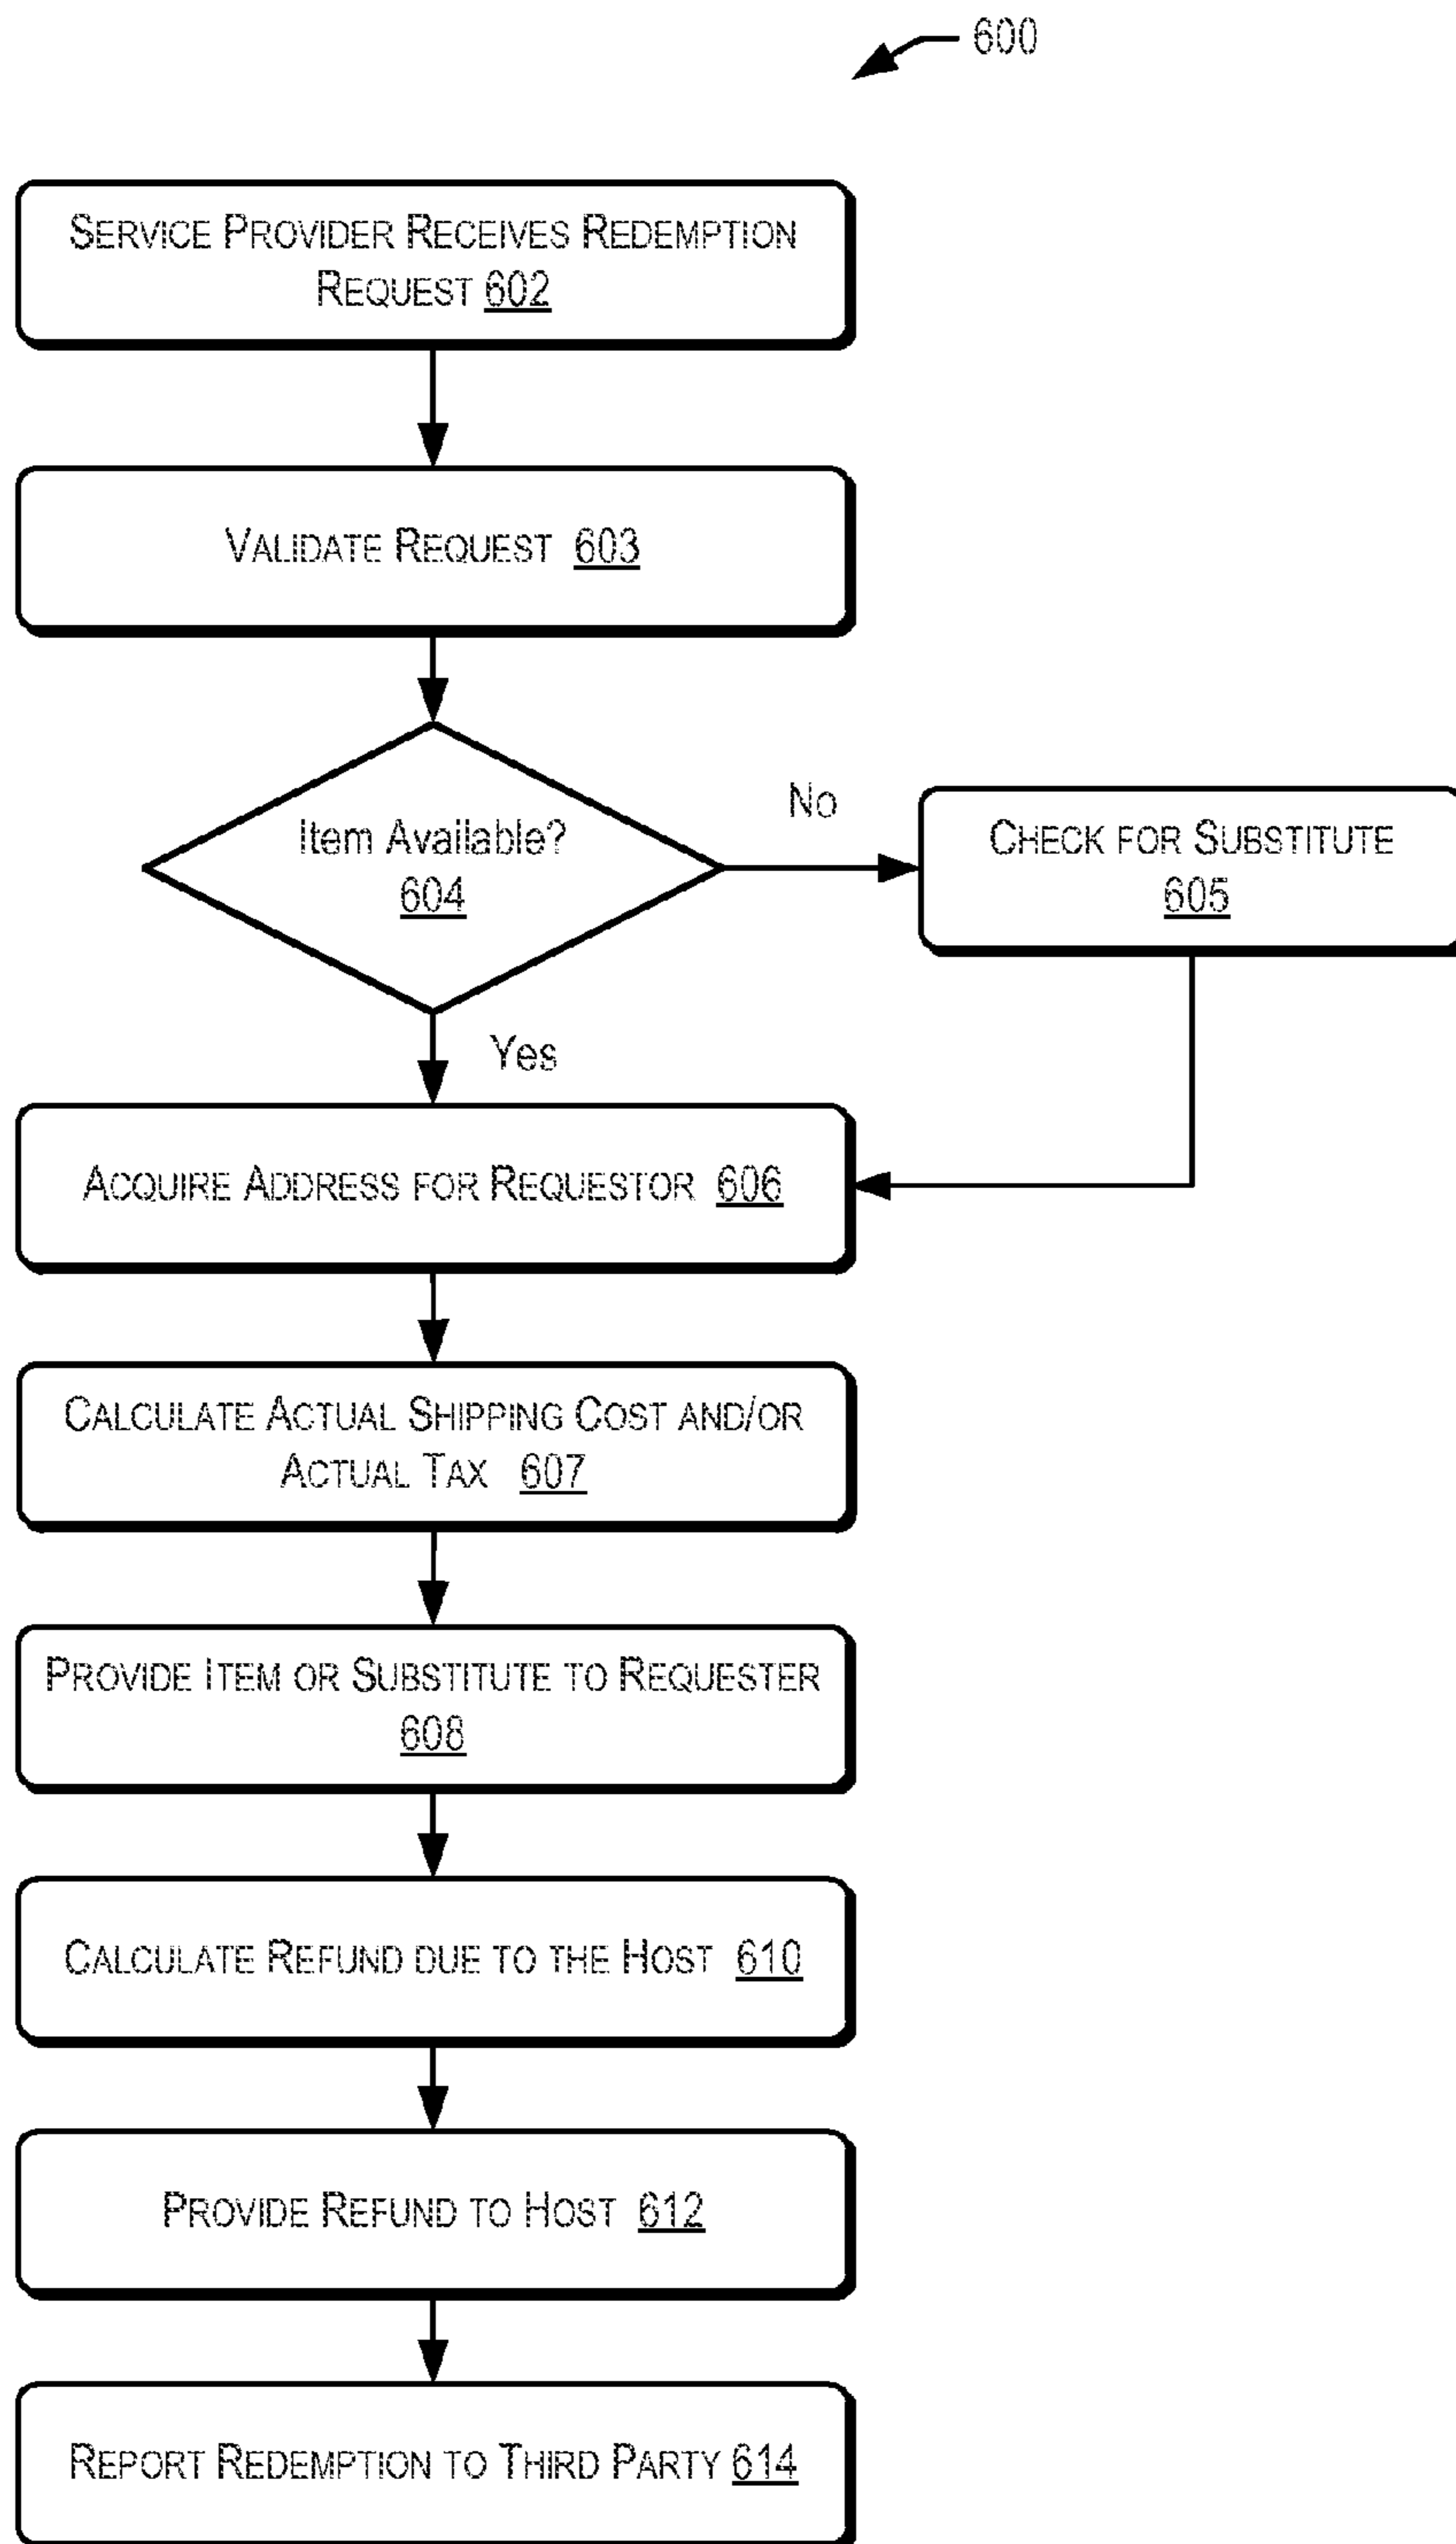 600
SERVICE PROVIDER RECEIVES REDEMPTION
REQUEST 602
VALIDATE REQUEST 603
Item Available?
604
No
CHECK FOR SUBSTITUTE
605
Yes
ACQUIRE ADDRESS FOR REQUESTOR 606
CALCULATE ACTUAL SHIPPING COST AND/OR
ACTUAL TAX 607
PROVIDE ITEM OR SUBSTITUTE TO REQUESTER
608
CALCULATE REFUND DUE TO THE HOST 610
PROVIDE REFUND TO HOST 612
REPORT REDEMPTION TO THIRD PARTY 614